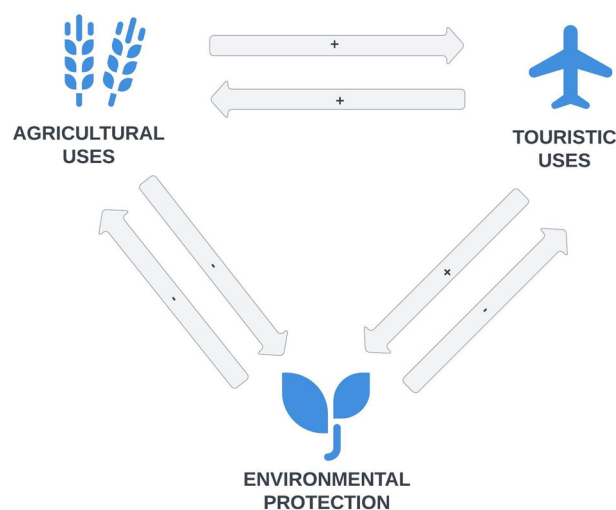 +
+
AGRICULTURAL
USES
TOURISTIC
USES
-
-
+
-
ENVIRONMENTAL
PROTECTION